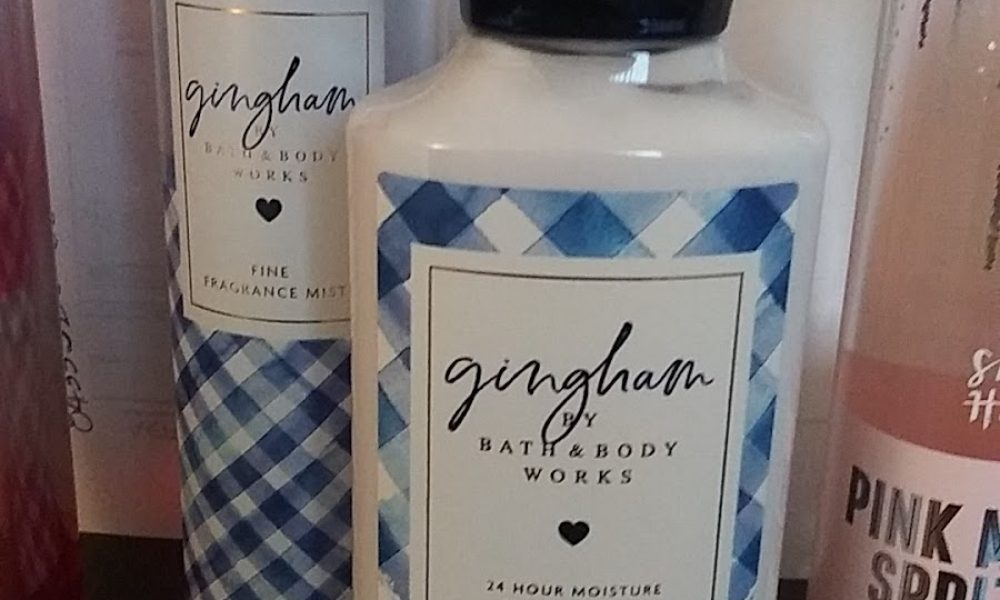 gingham
BY
BATH & BODY
WORKS
FINE
FRAGRANCE MIST
gingham
BY
BATH & BODY
WORKS
24 HOUR MOISTURE
PINK